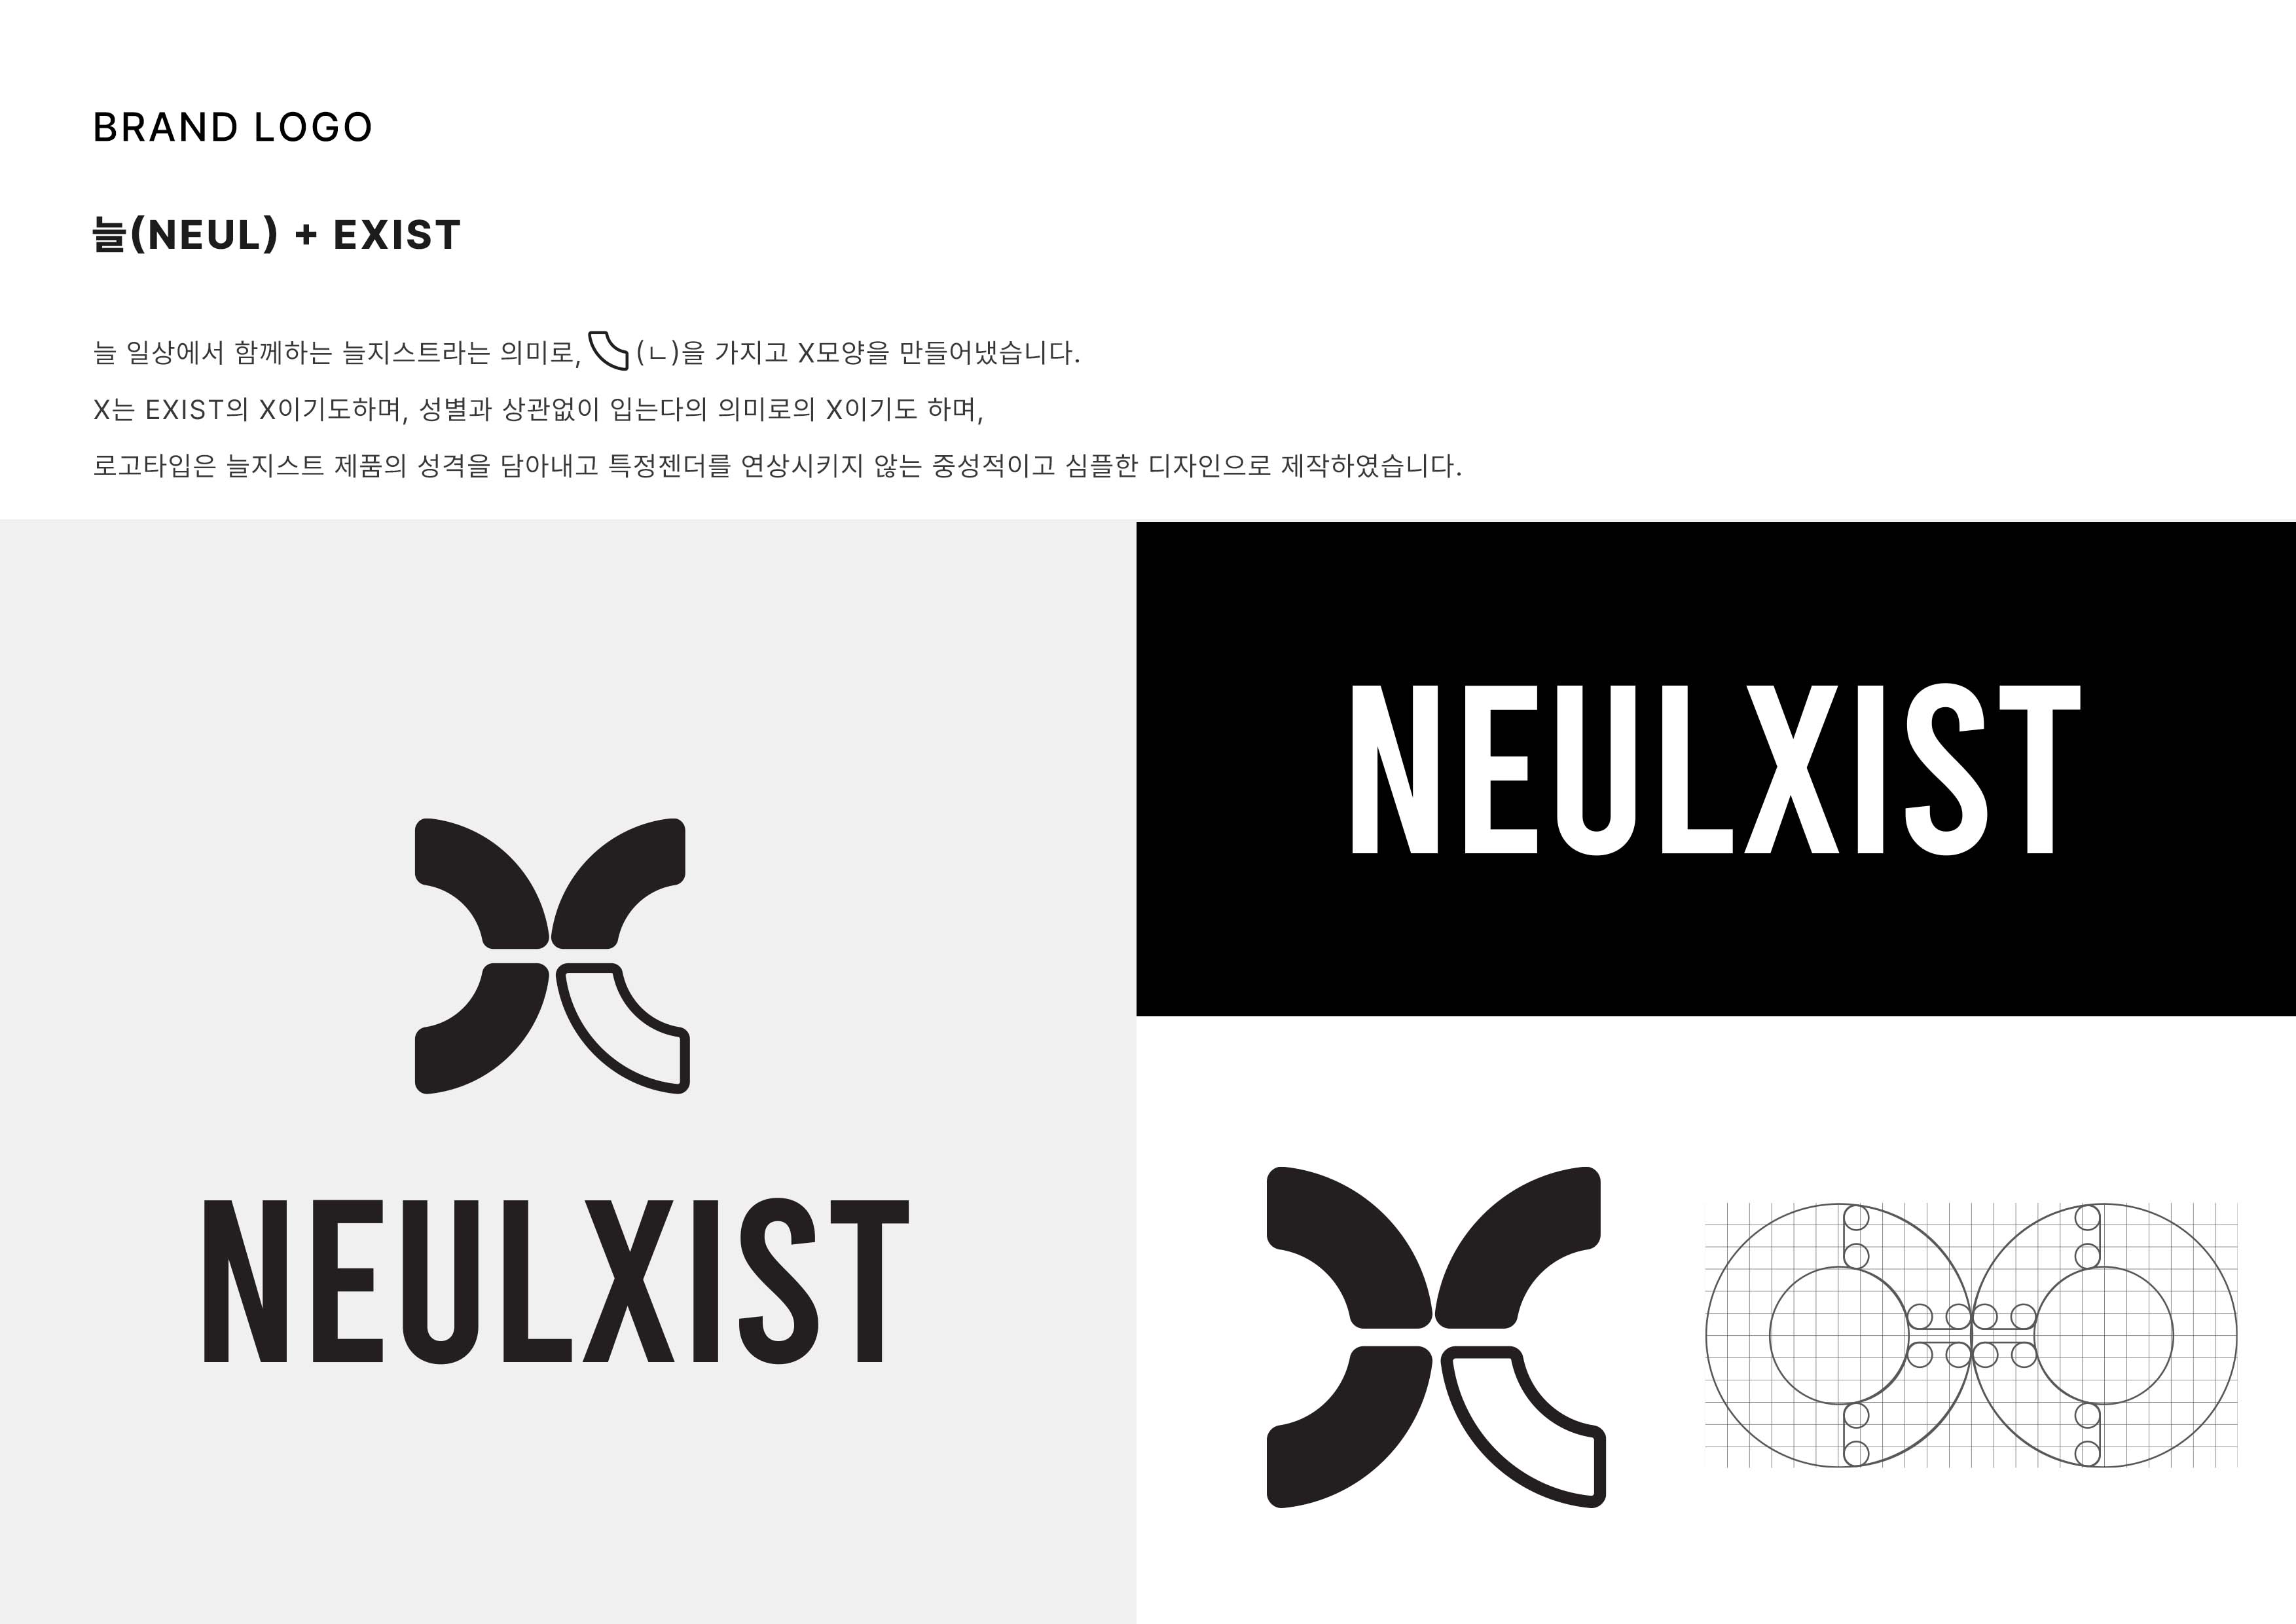 BRAND LOGO
늘(NEUL) + EXIST
늘 일상에서 함께하는 늘지스트라는 의미로, (ㄴ)을 가지고 X모양을 만들어냈습니다.
X는 EXIST의 X이기도하며, 성별과 상관없이 입는다의 의미로의 X이기도 하며,
로고타입은 늘지스트 제품의 성격을 담아내고 특정젠더를 연상시키지 않는 중성적이고 심플한 디자인으로 제작하였습니다.
NEULXIST
NEULXIST